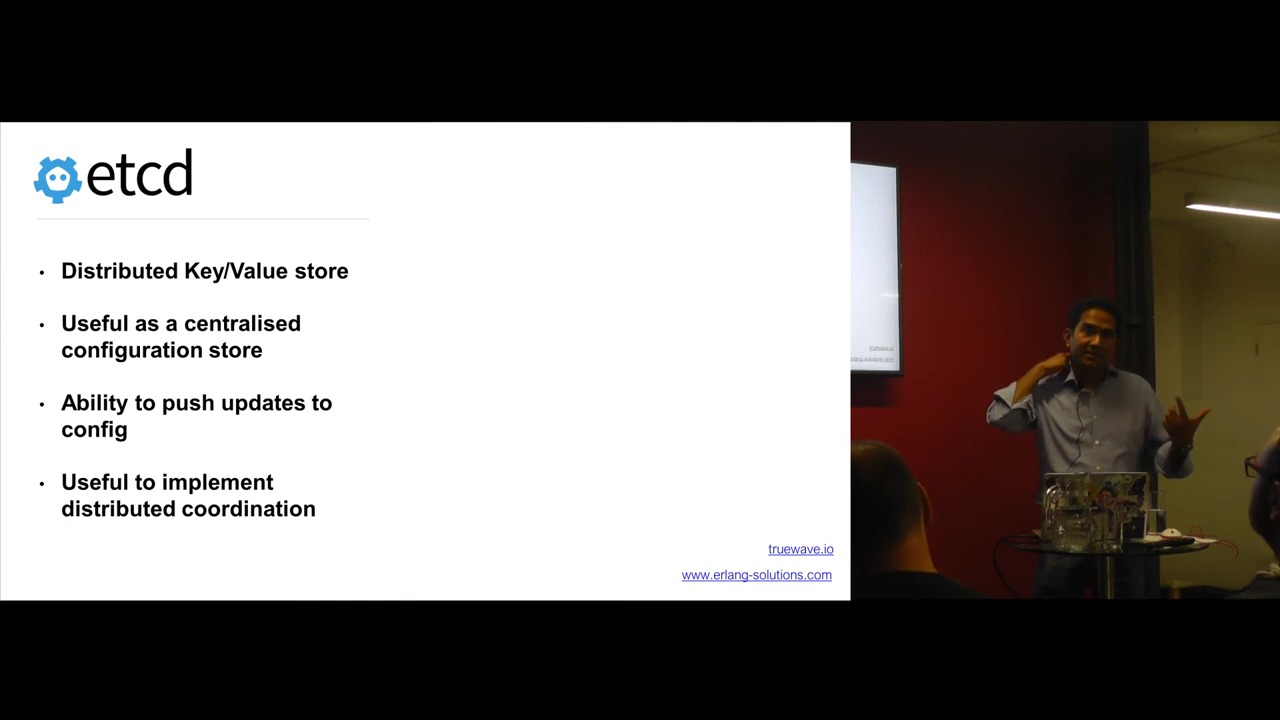 etcd
• Distributed Key/Value store
• Useful as a centralised
configuration store
• Ability to push updates to
config
• Useful to implement
distributed coordination
truewave.io
www.erlang-solutions.com